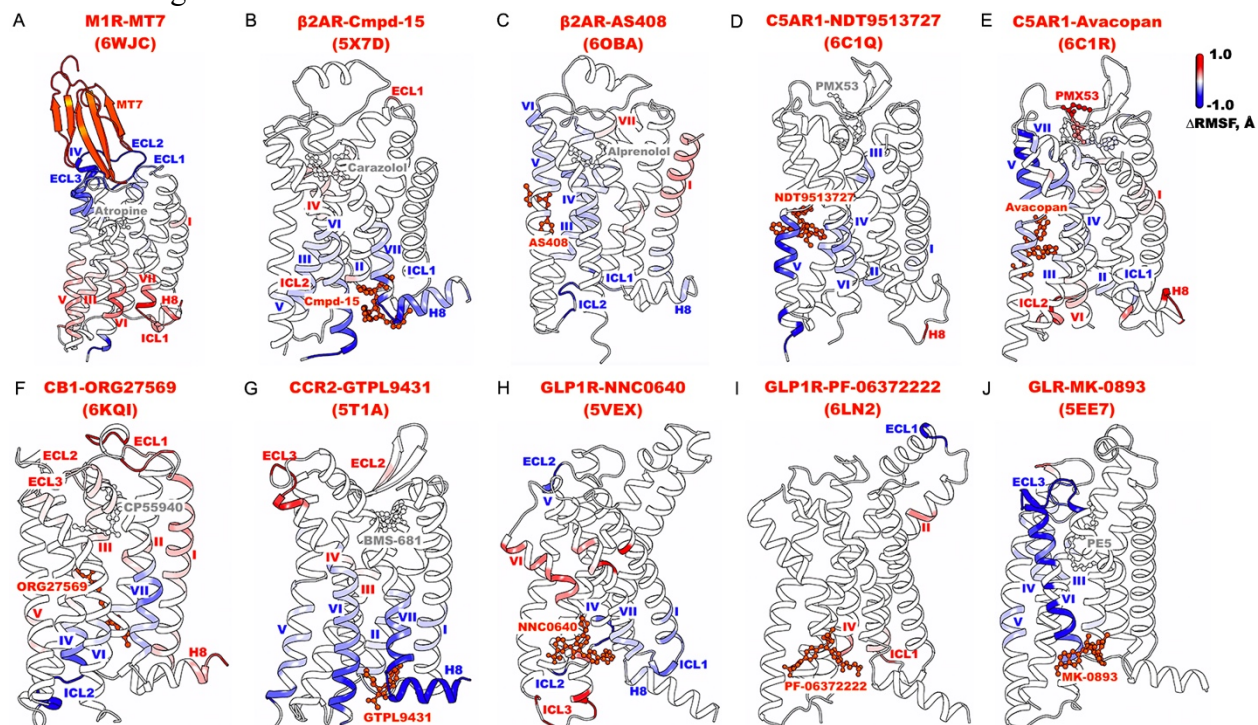 A
M1R-MT7
(6WJC)
MT7
ECL2
IV
ECL1
ECL3
Atropine
I
VII
V
III
VI
H8
ICL1
B
β2AR-Cmpd-15
(5X7D)
ECL1
Carazolol
IV
VI
VII
III
II
ICL1
ICL2
V
Cmpd-15
H8
C
β2AR-AS408
(6OBA)
VI
VII
V
Alprenolol
I
IV
III
AS408
ICL1
ICL2
H8
D
C5AR1-NDT9513727
(6C1Q)
PMX53
III
NDT9513727
IV
V
I
II
VI
H8
E
C5AR1-Avacopan
(6C1R)
PMX53
VII
V
Avacopan
I
IV
III
II
ICL1
ICL2
VI
H8
1.0
-1.0
ΔRMSF, Å
F
CB1-ORG27569
(6KQI)
ECL1
ECL2
ECL3
CP55940
III
II
I
ORG27569
VII
V
IV
VI
H8
ICL2
G
CCR2-GTPL9431
(5T1A)
ECL3
ECL2
BMS-681
IV
III
VI
VII
V
II
I
H8
GTPL9431
H
GLP1R-NNC0640
(5VEX)
ECL2
V
VI
IV
VII
I
NNC0640
ICL1
ICL2
H8
ICL3
I
GLP1R-PF-06372222
(6LN2)
ECL1
II
IV
ICL1
PF-06372222
J
GLR-MK-0893
(5EE7)
ECL3
PE5
III
IV
VI
V
MK-0893